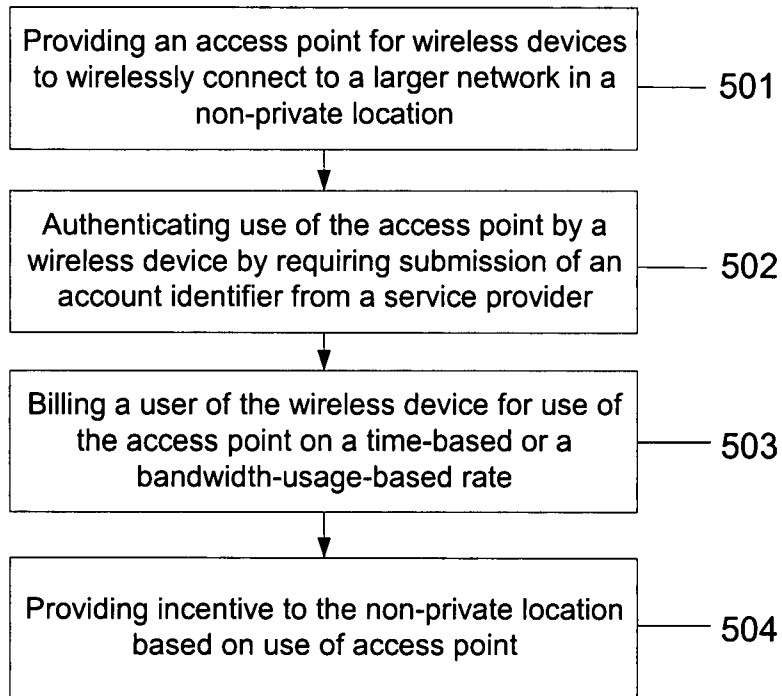 Providing an access point for wireless devices
to wirelessly connect to a larger network in a
non-private location
501
Authenticating use of the access point by a
wireless device by requiring submission of an
account identifier from a service provider
502
Billing a user of the wireless device for use of
the access point on a time-based or a
bandwidth-usage-based rate
503
Providing incentive to the non-private location
based on use of access point
504